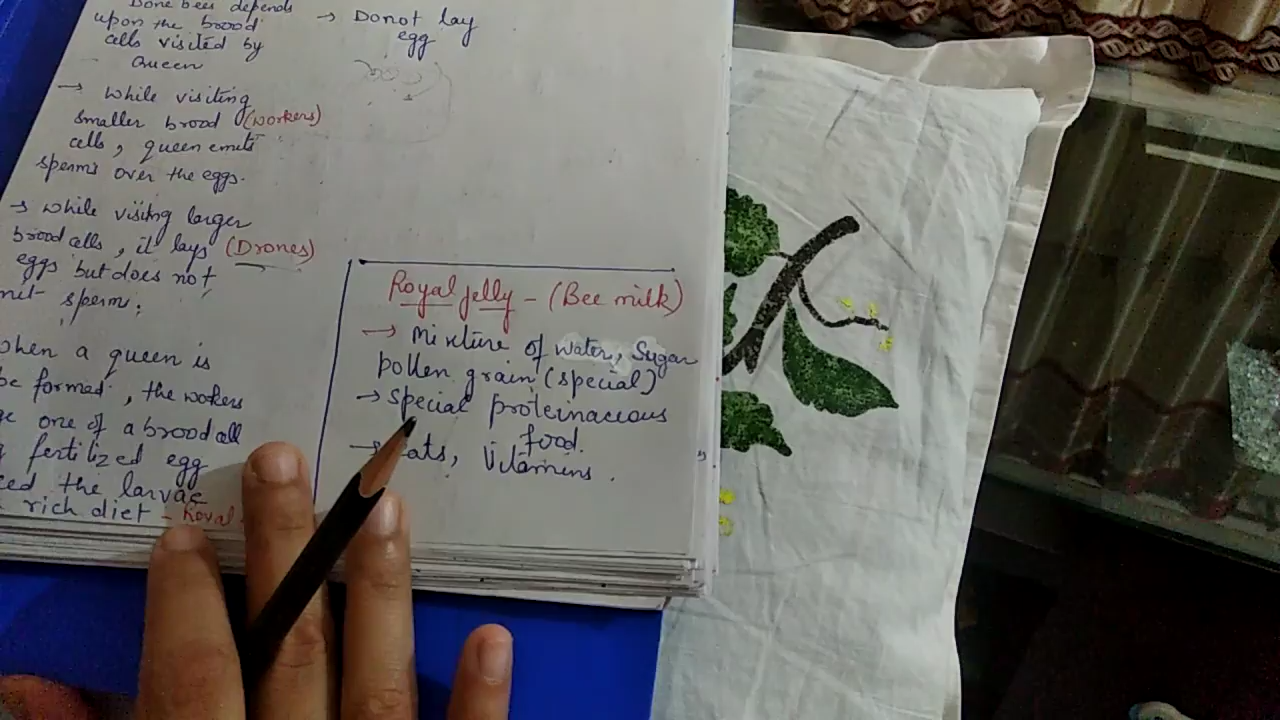 Done bees depends
upon the brood
cells visited by
Queen
→ while visiting
smaller brood (workers)
cells, queen emits
sperms over the eggs.
→ while visiting larger
brood cells, it lays (Drones)
eggs but does not
sperm.
when a queen is
be formed, the workers
one of a brood
fertilized egg
the larvae
rich diet - Royal
→ Donot lay
egg
Royal jelly - (Bee milk)
→ Mixture of water, Sugar
pollen grain (special)
→ Special proteinaceous
food.
→ Fats, Vitamins.